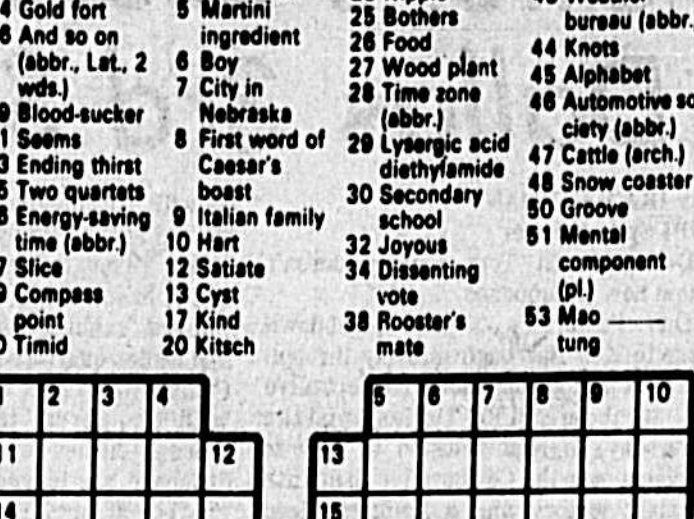 4 Gold fort
6 And so on
(abbr., Lat., 2
wds.)
9 Blood-sucker
1 Seems
3 Ending thirst
5 Two quartets
Energy-saving
time (abbr.)
7 Slice
9 Compass
point
0 Timid
5 Martini
ingredient
6 Boy
7 City in
Nebraska
8 First word of
Caesar's
boast
9 Italian family
10 Hart
12 Satiate
13 Cyst
17 Kind
20 Kitsch
25 Bothers
26 Food
27 Wood plant
28 Time zone
(abbr.)
29 Lysergic acid
diethylamide
30 Secondary
school
32 Joyous
34 Dissenting
vote
38 Rooster's
mate
bureau (abbr.
44 Knots
45 Alphabet
46 Automotive so
ciety (abbr.)
47 Cattle (arch.)
48 Snow coaster
50 Groove
51 Mental
component
(pl.)
53 Mao ____
tung
2 3 4 5 6 7 8 9 10
11 12 13
14 15